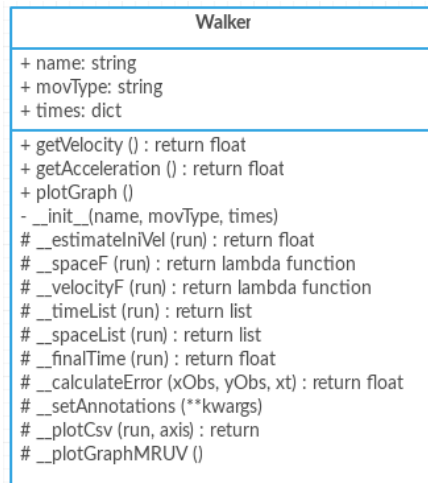 Walker
+ name: string
+ movType: string
+ times: dict
+ getVelocity () : return float
+ getAcceleration () : return float
+ plotGraph ()
- __init__(name, movType, times)
# __estimateIniVel (run) : return float
# __spaceF (run) : return lambda function
# __velocityF (run) : return lambda function
# __timeList (run) : return list
# __spaceList (run) : return list
# __finalTime (run) : return float
# __calculateError (xObs, yObs, xt) : return float
# __setAnnotations (**kwargs)
# __plotCsv (run, axis) : return
# __plotGraphMRUV ()